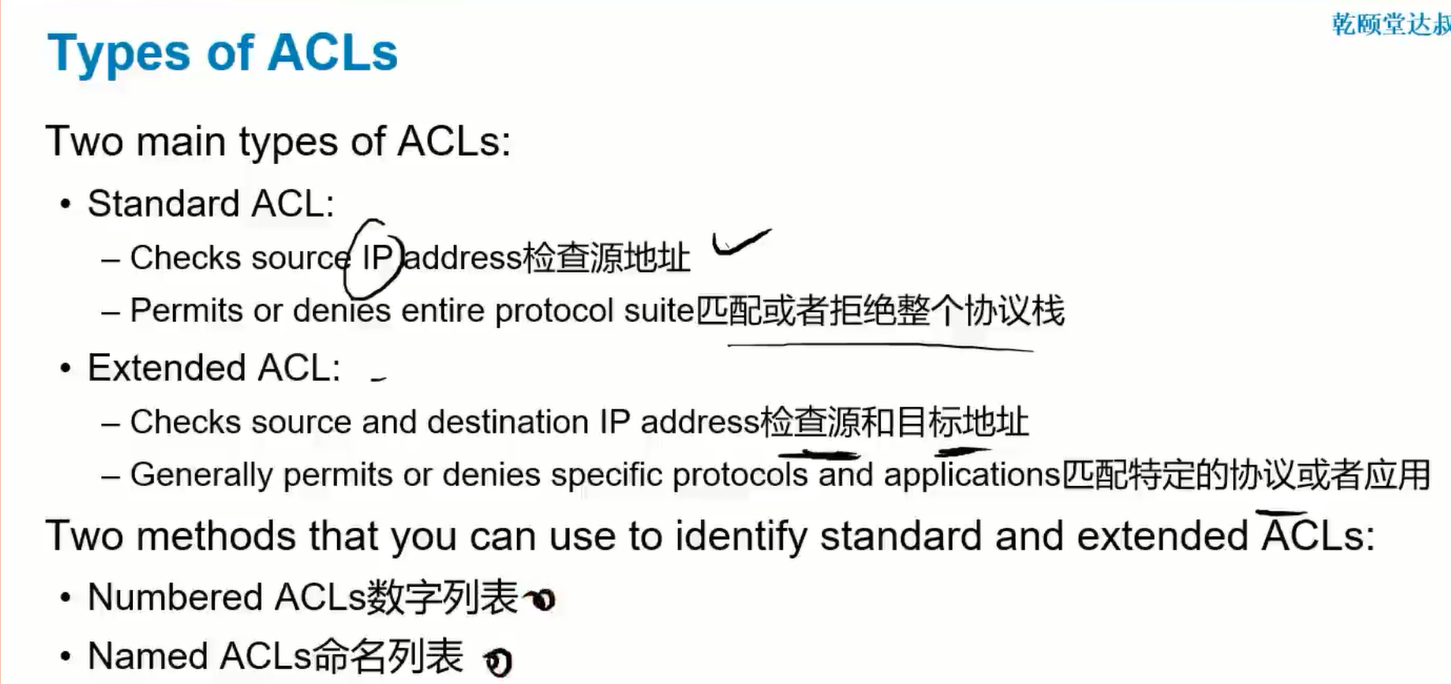 乾颐堂达叔
Types of ACLs
Two main types of ACLs:
• Standard ACL:
– Checks source IP address检查源地址
– Permits or denies entire protocol suite匹配或者拒绝整个协议栈
• Extended ACL:
– Checks source and destination IP address检查源和目标地址
– Generally permits or denies specific protocols and applications匹配特定的协议或者应用
Two methods that you can use to identify standard and extended ACLs:
• Numbered ACLs数字列表
• Named ACLs命名列表